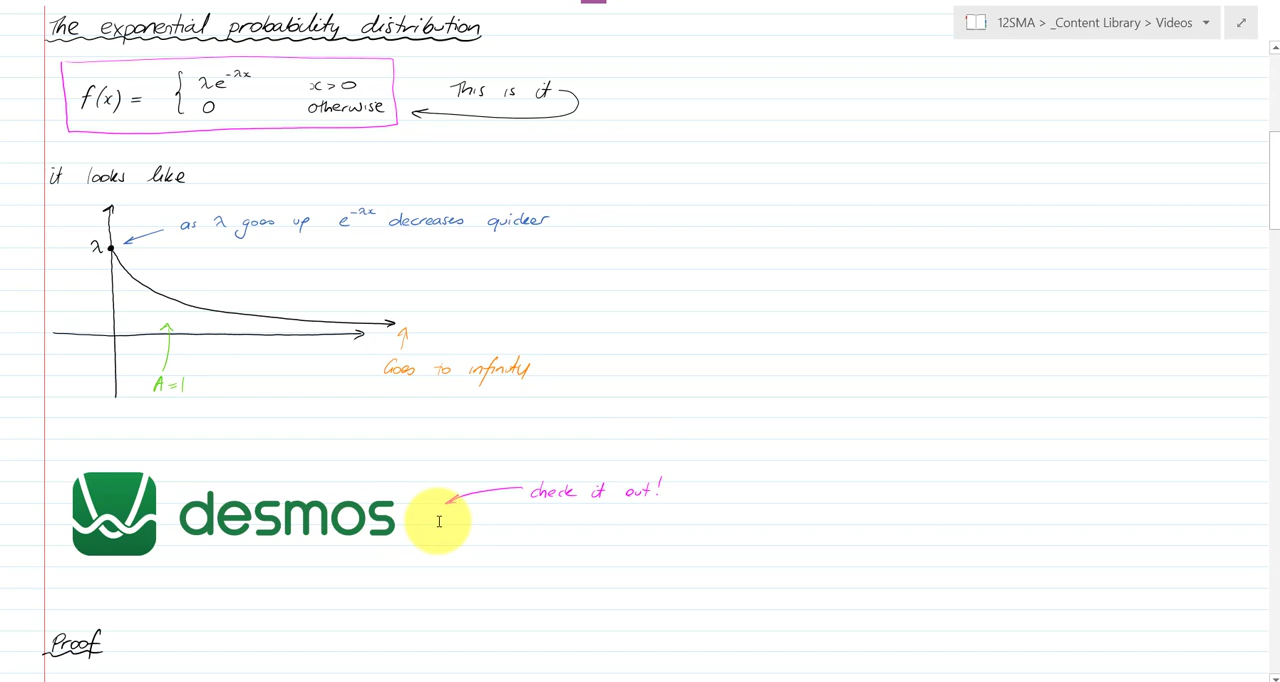 The exponential probability distribution
12SMA > _Content Library > Videos
f(x) = { λe^-λx x > 0
0 otherwise
This is it
it looks like
as λ goes up e^-λx decreases quicker
λ
Goes to infinity
A = 1
check it out!
desmos
Proof